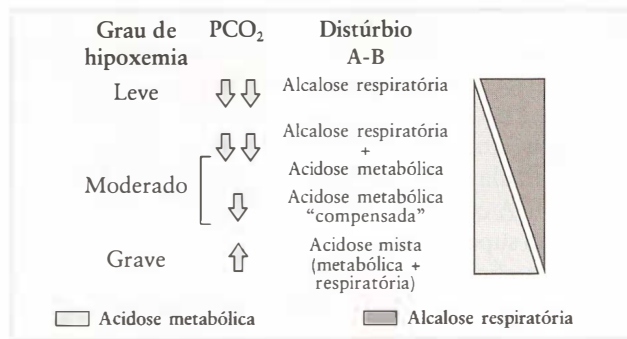 Grau de hipoxemia PCO₂ Distúrbio A-B
Leve ⇩⇩ Alcalose respiratória
⇩⇩ Alcalose respiratória
+
Acidose metabólica
Moderado
⇩ Acidose metabólica
"compensada"
Grave ⇧ Acidose mista
(metabólica +
respiratória)
Acidose metabólica Alcalose respiratória